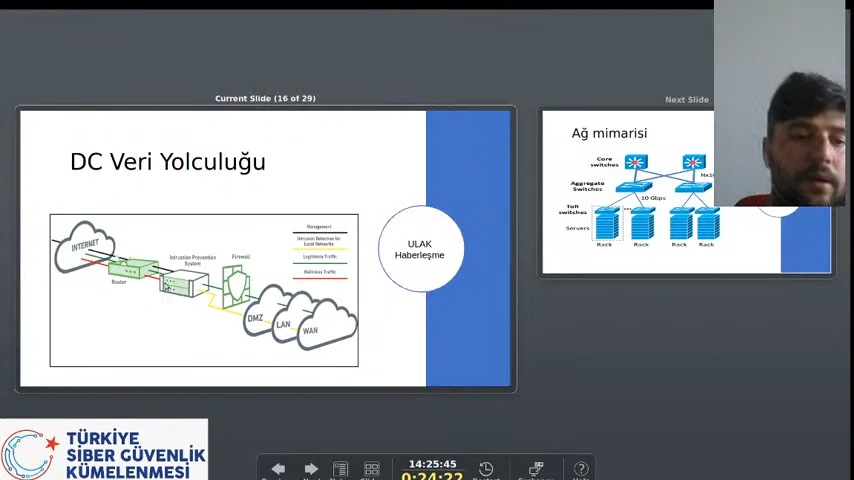 Current Slide (16 of 29)
DC Veri Yolculuğu
INTERNET
Router
Intrusion Prevention
System
Firewall
DMZ
LAN
WAN
Management
Intrusion Detection for
Local Networks
Legitimate Traffic
Malicious Traffic
ULAK
Haberleşme
Next Slide
Ağ mimarisi
Core
switches
Aggregate
Switches
10 Gbps
ToR
switches
Servers
Rack
Rack
Rack
Rack
TÜRKİYE
SİBER GÜVENLİK
KÜMELENMESİ
14:25:45
0:24:22